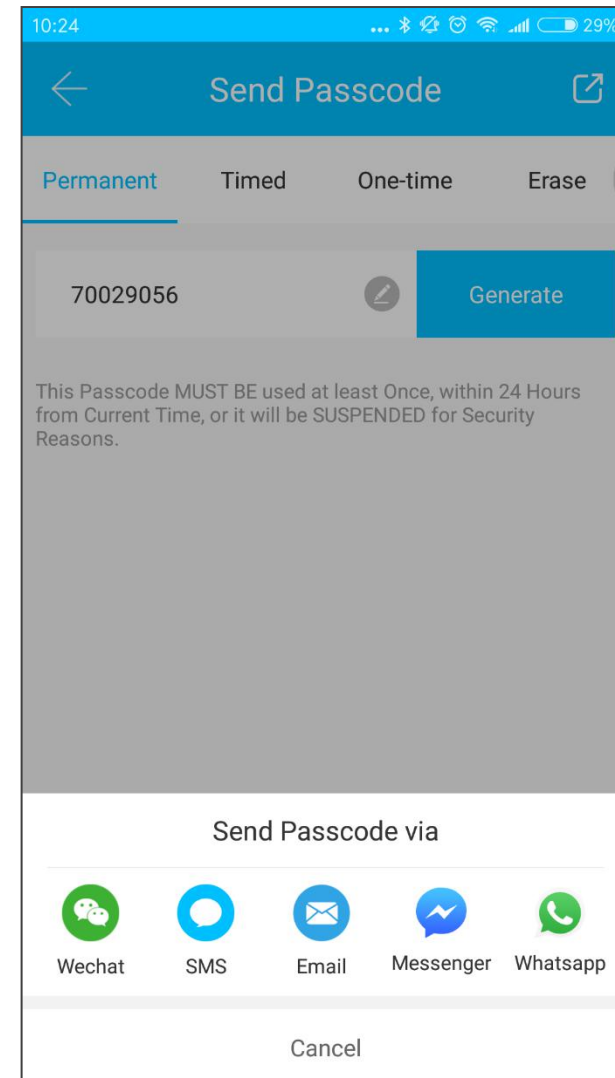 10:24 ... 29%
Send Passcode
Permanent Timed One-time Erase
70029056 Generate
This Passcode MUST BE used at least Once, within 24 Hours
from Current Time, or it will be SUSPENDED for Security
Reasons.
Send Passcode via
Wechat SMS Email Messenger Whatsapp
Cancel